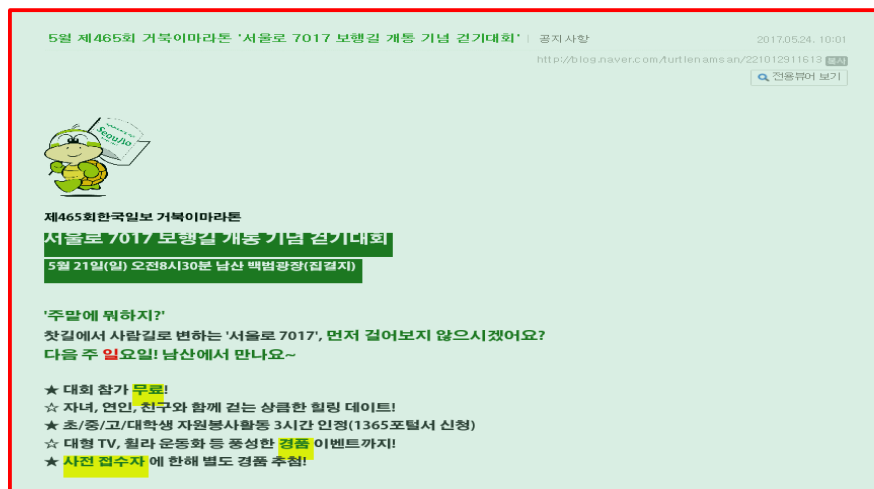 5월 제465회 거북이마라톤 '서울로 7017 보행길 개통 기념 걷기대회' | 공지사항 2017.05.24. 10:01
http://blog.naver.com/turtlenamsan/221012911613 복사
전용뷰어 보기
Seoullo
제465회한국일보 거북이마라톤
서울로 7017 보행길 개통 기념 걷기대회
5월 21일(일) 오전8시30분 남산 백범광장(집결지)
'주말에 뭐하지?'
찻길에서 사람길로 변하는 '서울로 7017', 먼저 걸어보지 않으시겠어요?
다음 주 일요일! 남산에서 만나요~
★ 대회 참가 무료!
☆ 자녀, 연인, 친구와 함께 걷는 상큼한 힐링 데이트!
★ 초/중/고/대학생 자원봉사활동 3시간 인정(1365포털서 신청)
☆ 대형 TV, 휠라 운동화 등 풍성한 경품 이벤트까지!
★ 사전 접수자 에 한해 별도 경품 추첨!